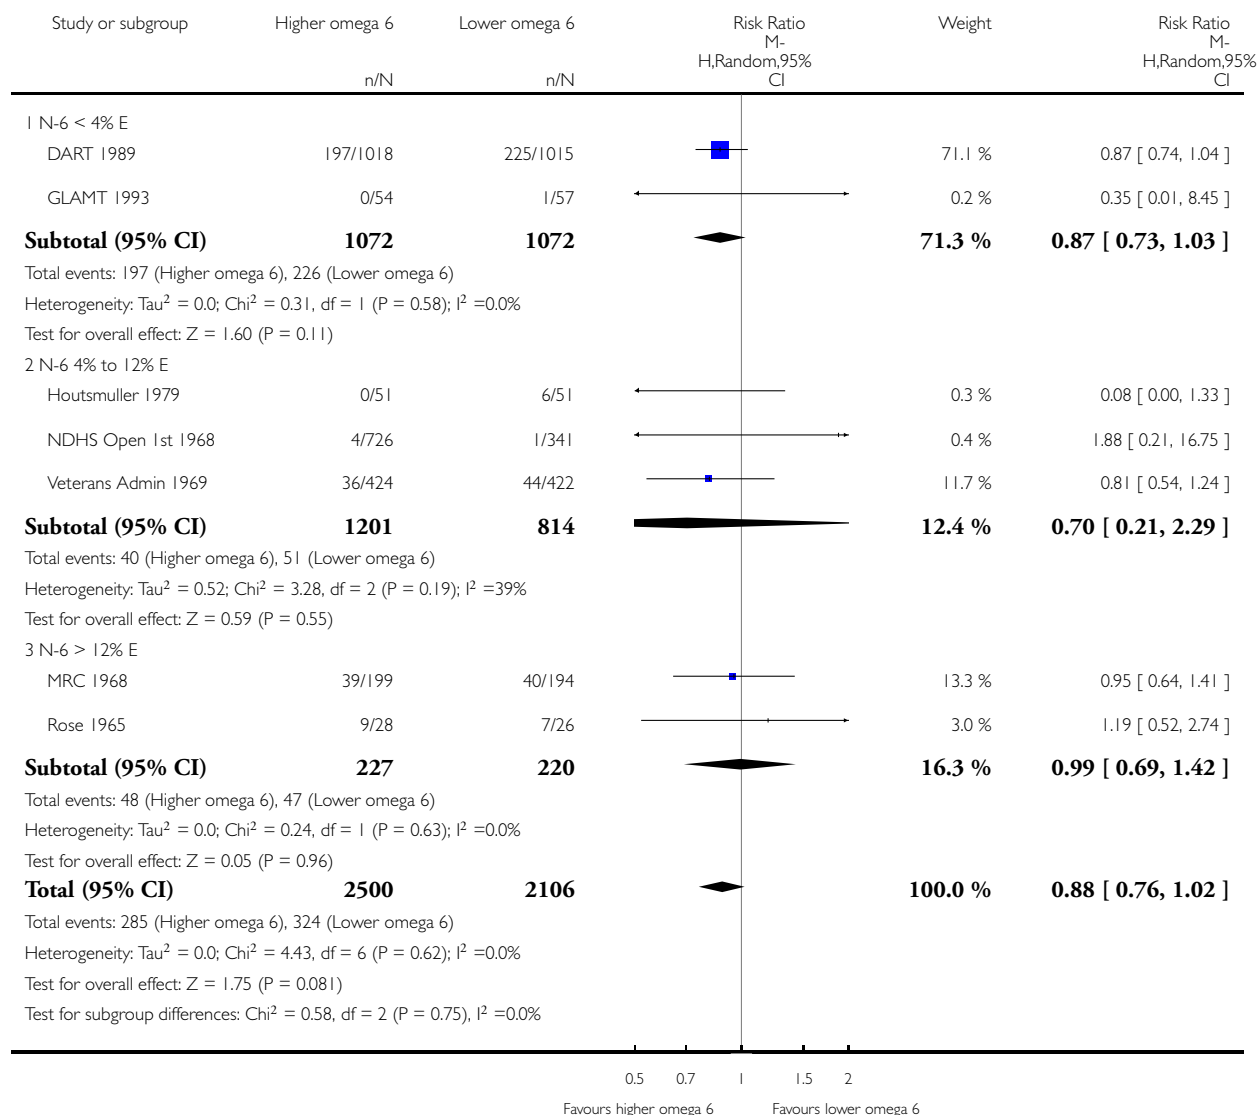 Study or subgroup Higher omega 6 Lower omega 6 Risk Ratio Weight Risk Ratio
M- M-
H,Random,95% H,Random,95%
n/N n/N CI CI
1 N-6 < 4% E
DART 1989 197/1018 225/1015 71.1 % 0.87 [ 0.74, 1.04 ]
GLAMT 1993 0/54 1/57 0.2 % 0.35 [ 0.01, 8.45 ]
Subtotal (95% CI) 1072 1072 71.3 % 0.87 [ 0.73, 1.03 ]
Total events: 197 (Higher omega 6), 226 (Lower omega 6)
Heterogeneity: Tau² = 0.0; Chi² = 0.31, df = 1 (P = 0.58); I² =0.0%
Test for overall effect: Z = 1.60 (P = 0.11)
2 N-6 4% to 12% E
Houtsmuller 1979 0/51 6/51 0.3 % 0.08 [ 0.00, 1.33 ]
NDHS Open 1st 1968 4/726 1/341 0.4 % 1.88 [ 0.21, 16.75 ]
Veterans Admin 1969 36/424 44/422 11.7 % 0.81 [ 0.54, 1.24 ]
Subtotal (95% CI) 1201 814 12.4 % 0.70 [ 0.21, 2.29 ]
Total events: 40 (Higher omega 6), 51 (Lower omega 6)
Heterogeneity: Tau² = 0.52; Chi² = 3.28, df = 2 (P = 0.19); I² =39%
Test for overall effect: Z = 0.59 (P = 0.55)
3 N-6 > 12% E
MRC 1968 39/199 40/194 13.3 % 0.95 [ 0.64, 1.41 ]
Rose 1965 9/28 7/26 3.0 % 1.19 [ 0.52, 2.74 ]
Subtotal (95% CI) 227 220 16.3 % 0.99 [ 0.69, 1.42 ]
Total events: 48 (Higher omega 6), 47 (Lower omega 6)
Heterogeneity: Tau² = 0.0; Chi² = 0.24, df = 1 (P = 0.63); I² =0.0%
Test for overall effect: Z = 0.05 (P = 0.96)
Total (95% CI) 2500 2106 100.0 % 0.88 [ 0.76, 1.02 ]
Total events: 285 (Higher omega 6), 324 (Lower omega 6)
Heterogeneity: Tau² = 0.0; Chi² = 4.43, df = 6 (P = 0.62); I² =0.0%
Test for overall effect: Z = 1.75 (P = 0.081)
Test for subgroup differences: Chi² = 0.58, df = 2 (P = 0.75), I² =0.0%
0.5 0.7 1 1.5 2
Favours higher omega 6 Favours lower omega 6